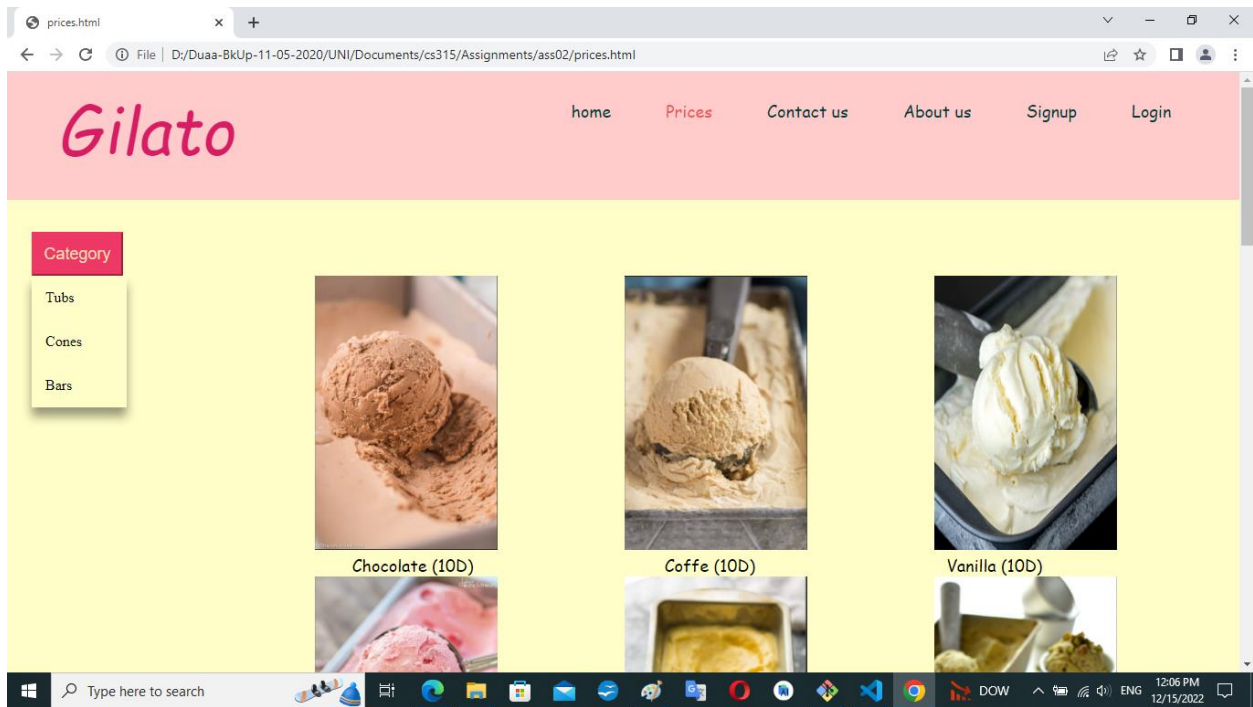 prices.html
File | D:/Duaa-BkUp-11-05-2020/UNI/Documents/cs315/Assignments/ass02/prices.html
Gilato
home Prices Contact us About us Signup Login
Category
Tubs
Cones
Bars
Chocolate (10D)
Coffe (10D)
Vanilla (10D)
Type here to search
DOW
ENG
12:06 PM
12/15/2022